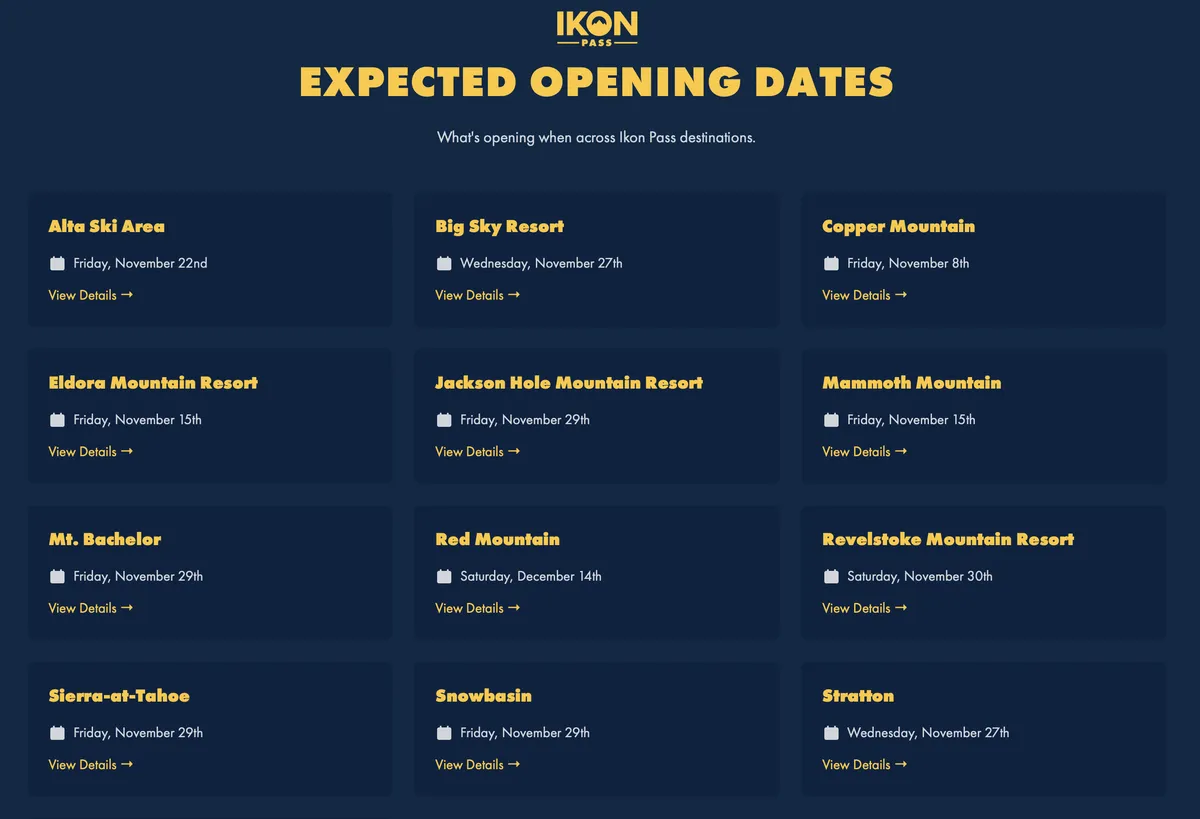 IKON
PASS
EXPECTED OPENING DATES
What's opening when across Ikon Pass destinations.
Alta Ski Area
Friday, November 22nd
View Details →
Big Sky Resort
Wednesday, November 27th
View Details →
Copper Mountain
Friday, November 8th
View Details →
Eldora Mountain Resort
Friday, November 15th
View Details →
Jackson Hole Mountain Resort
Friday, November 29th
View Details →
Mammoth Mountain
Friday, November 15th
View Details →
Mt. Bachelor
Friday, November 29th
View Details →
Red Mountain
Saturday, December 14th
View Details →
Revelstoke Mountain Resort
Saturday, November 30th
View Details →
Sierra-at-Tahoe
Friday, November 29th
View Details →
Snowbasin
Friday, November 29th
View Details →
Stratton
Wednesday, November 27th
View Details →